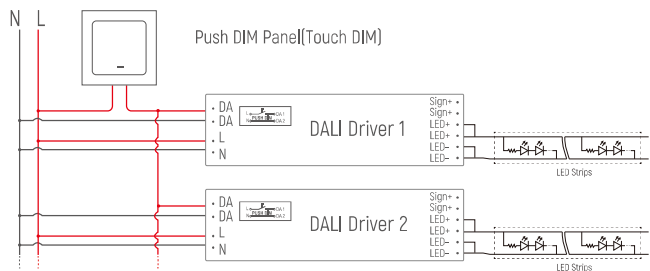 N L
Push DIM Panel(Touch DIM)
DA
DA
L
N
L DA1
PUSH DIM
N DA2
DALI Driver 1
Sign+
Sign+
LED+
LED+
LED-
LED-
LED Strips
DA
DA
L
N
L DA1
PUSH DIM
N DA2
DALI Driver 2
Sign+
Sign+
LED+
LED+
LED-
LED-
LED Strips